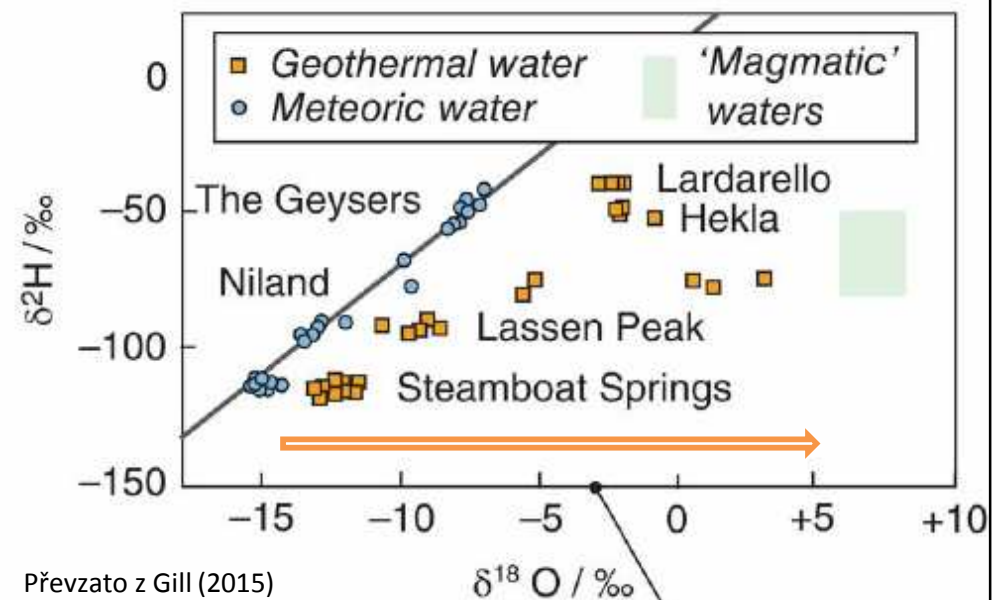 Geothermal water
Meteoric water
'Magmatic'
waters
δ²H / ‰
0
–50
–100
–150
The Geysers
Lardarello
Hekla
Niland
Lassen Peak
Steamboat Springs
–15
–10
–5
0
+5
+10
δ¹⁸ O / ‰
Převzato z Gill (2015)